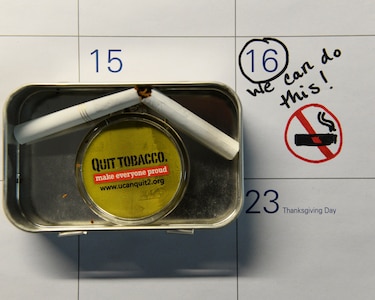 15
16
we can do
this!
QUIT TOBACCO.
make everyone proud
www.ucanquit2.org
23 Thanksgiving Day